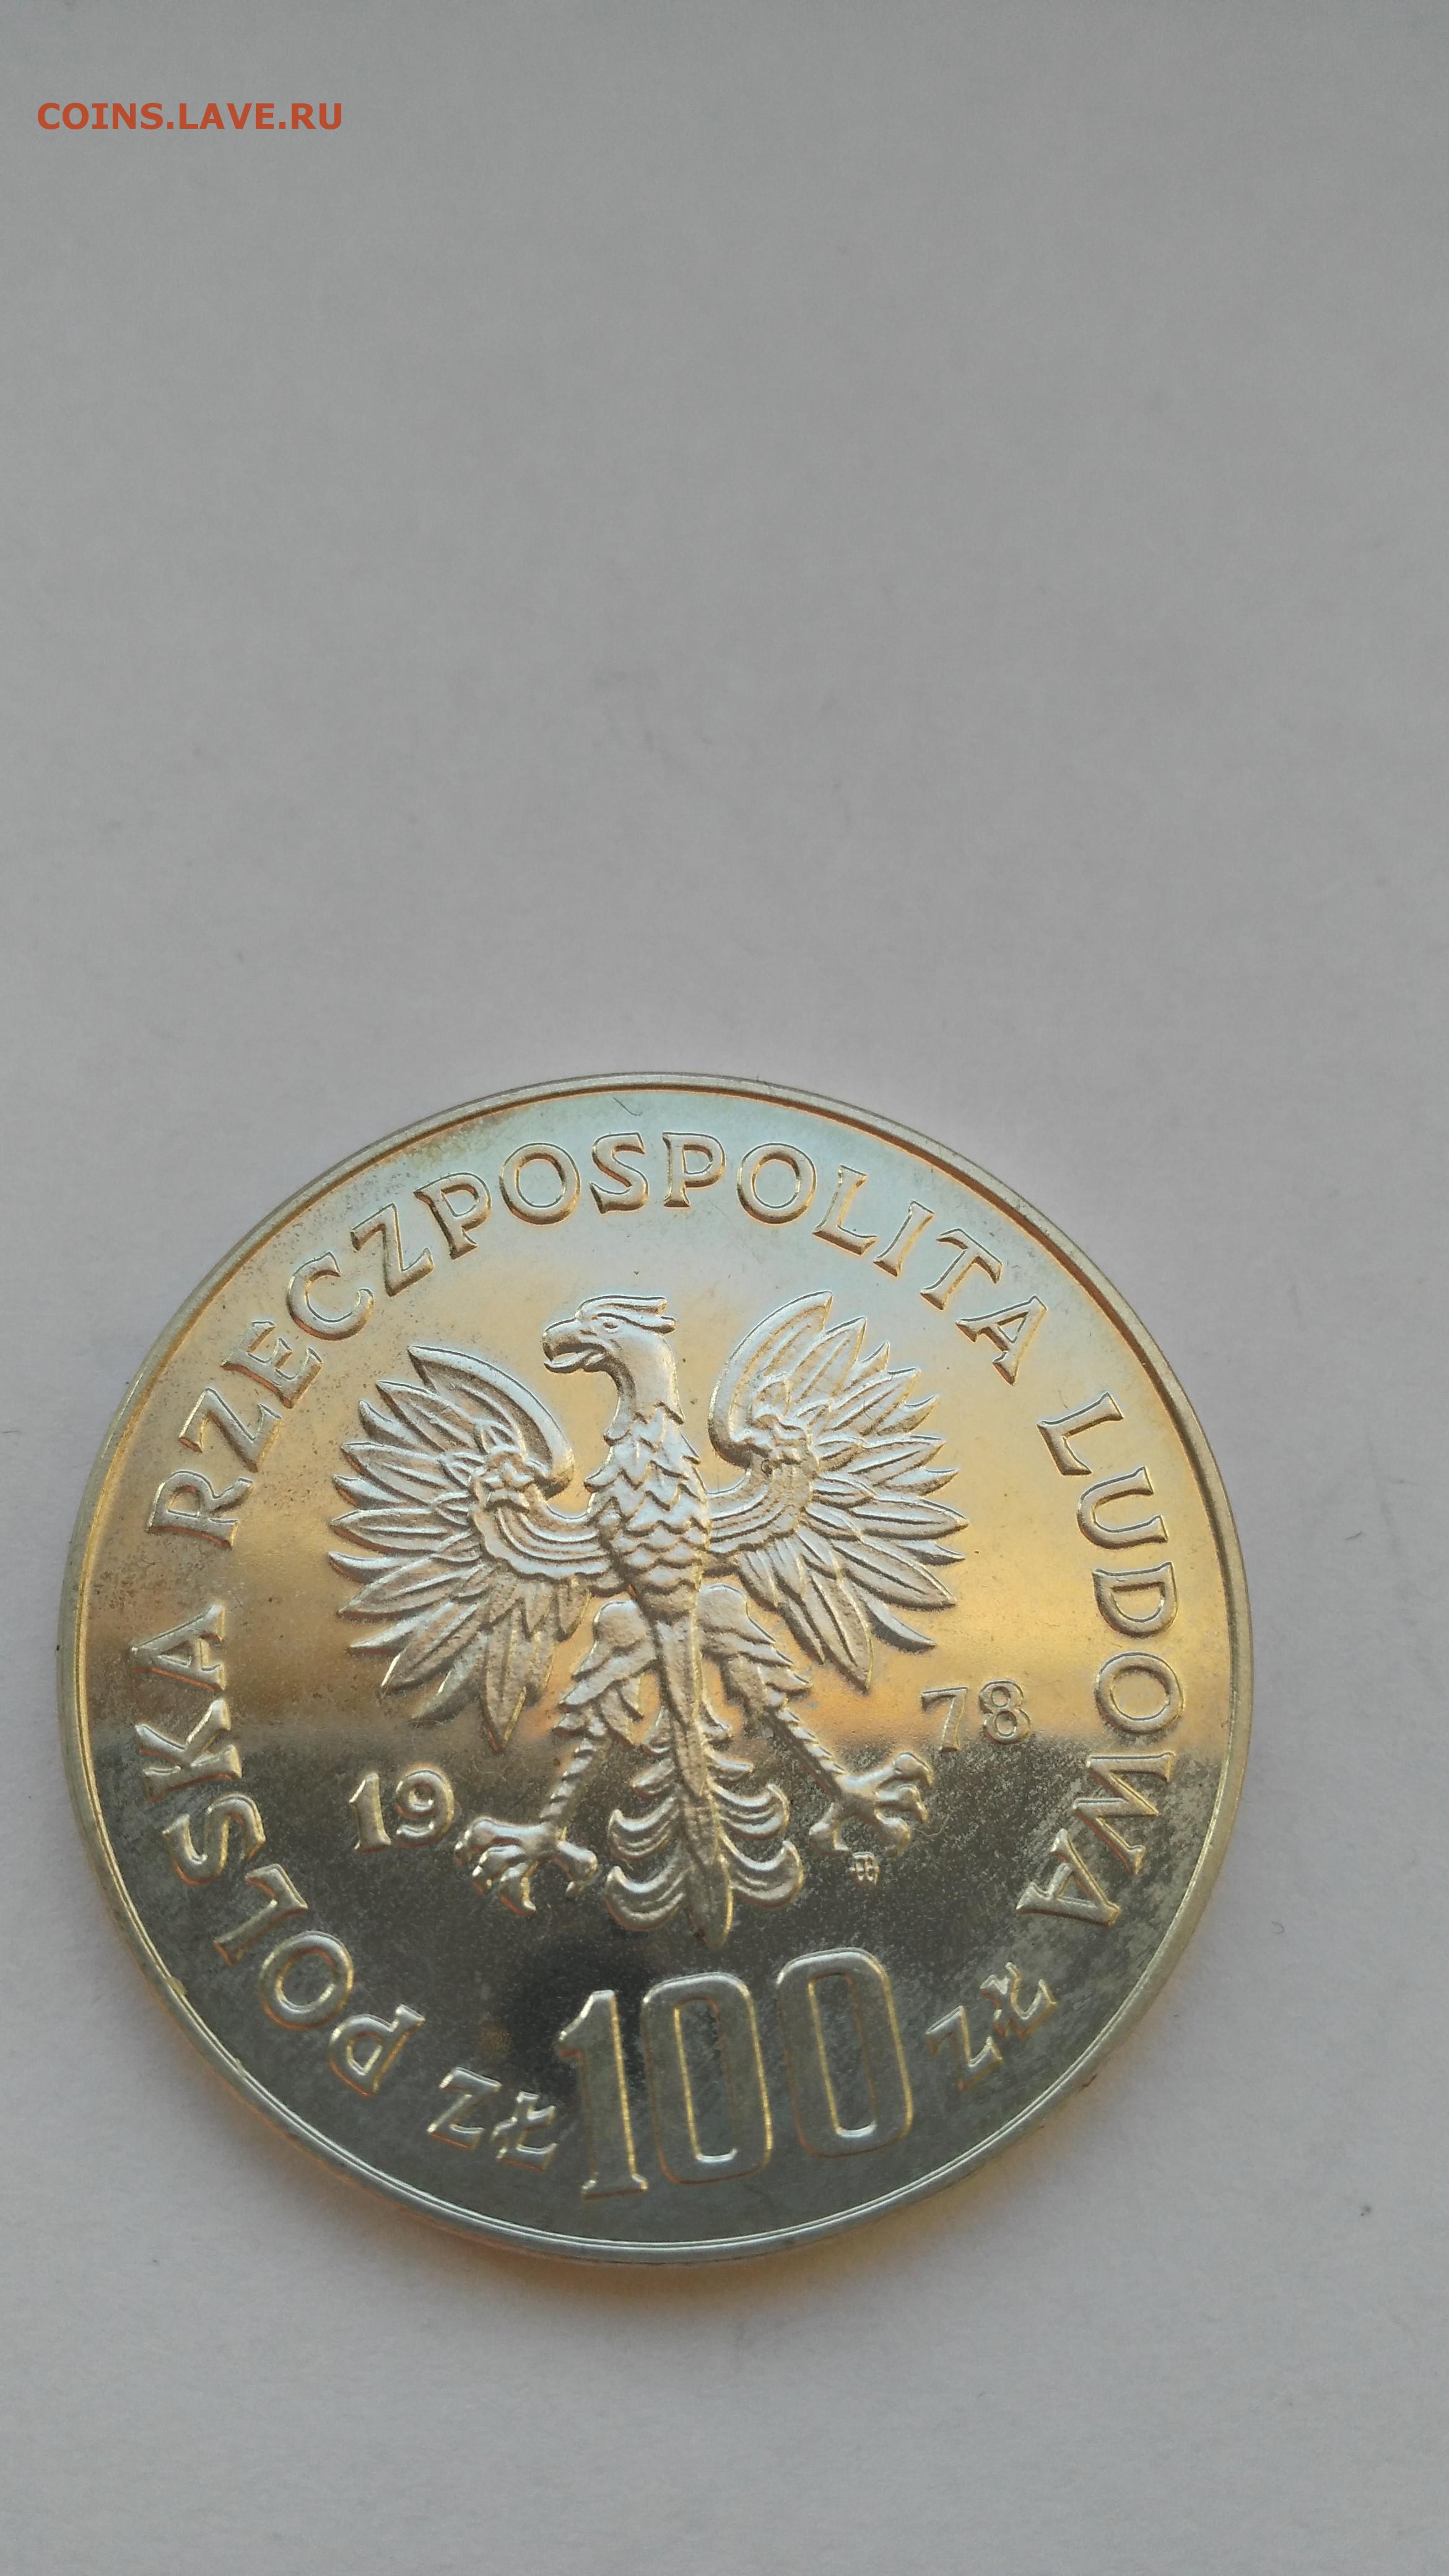 COINS.LAVE.RU
POLSKA RZECZPOSPOLITA LUDOWA
19 78
ZŁ 100 ZŁ